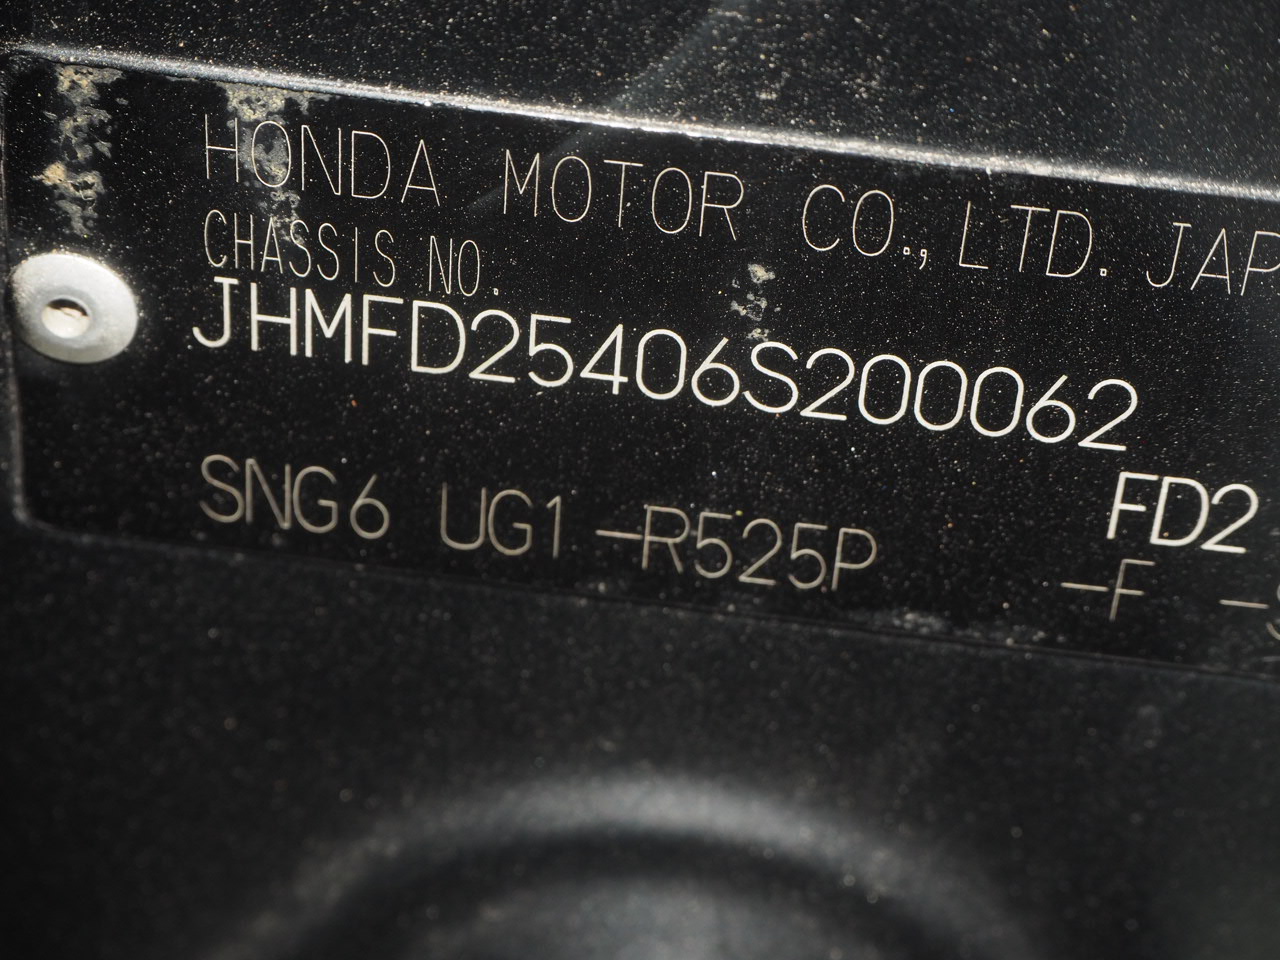 HONDA MOTOR CO., LTD. JAP
CHASSIS NO.
JHMFD25406S200062
FD2
SNG6 UG1 -R525P -F -